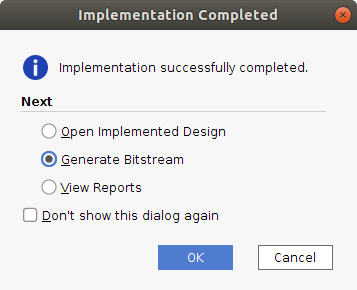 Implementation Completed
Implementation successfully completed.
Next
Open Implemented Design
Generate Bitstream
View Reports
Don't show this dialog again
OK
Cancel